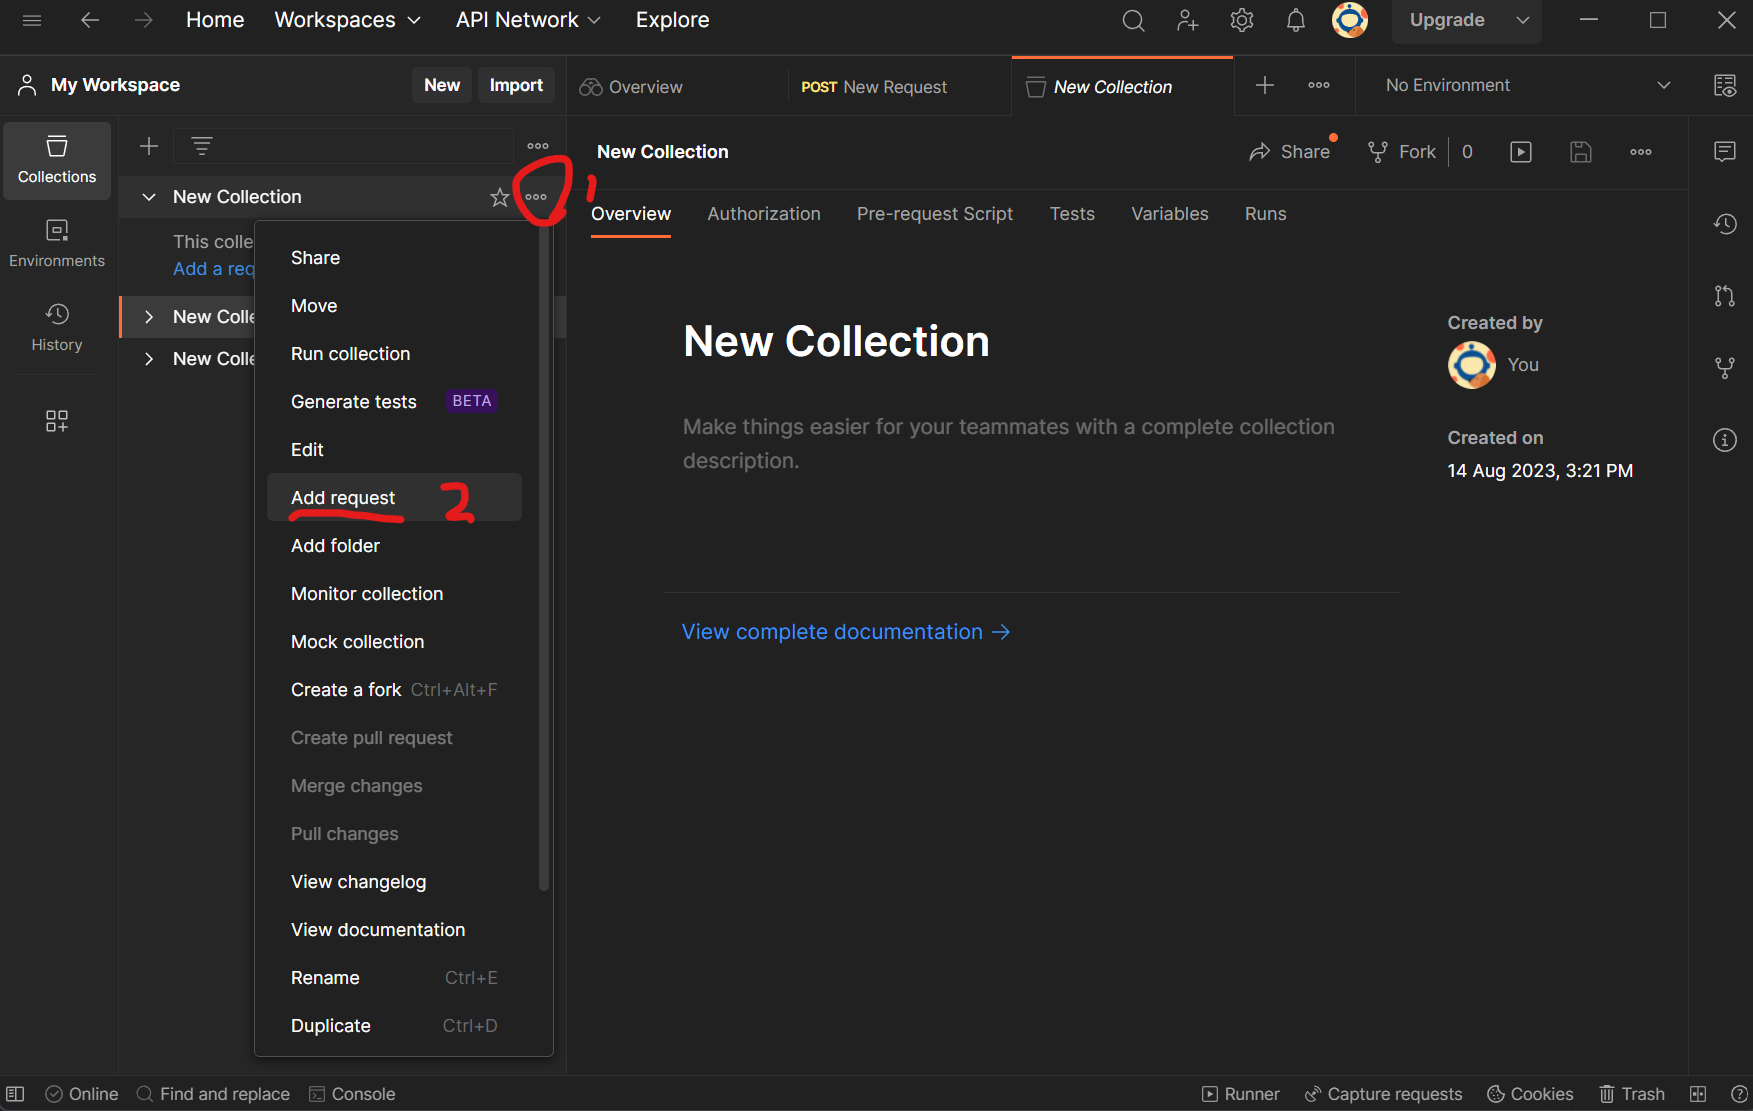 Home Workspaces API Network Explore Upgrade
My Workspace New Import Overview POST New Request New Collection No Environment
Collections
Environments
History
New Collection 1
This colle
Add a req
New Colle
New Colle
Share
Move
Run collection
Generate tests BETA
Edit
Add request 2
Add folder
Monitor collection
Mock collection
Create a fork Ctrl+Alt+F
Create pull request
Merge changes
Pull changes
View changelog
View documentation
Rename Ctrl+E
Duplicate Ctrl+D
New Collection Share Fork 0
Overview Authorization Pre-request Script Tests Variables Runs
New Collection
Make things easier for your teammates with a complete collection
description.
View complete documentation →
Created by
You
Created on
14 Aug 2023, 3:21 PM
Online Find and replace Console Runner Capture requests Cookies Trash